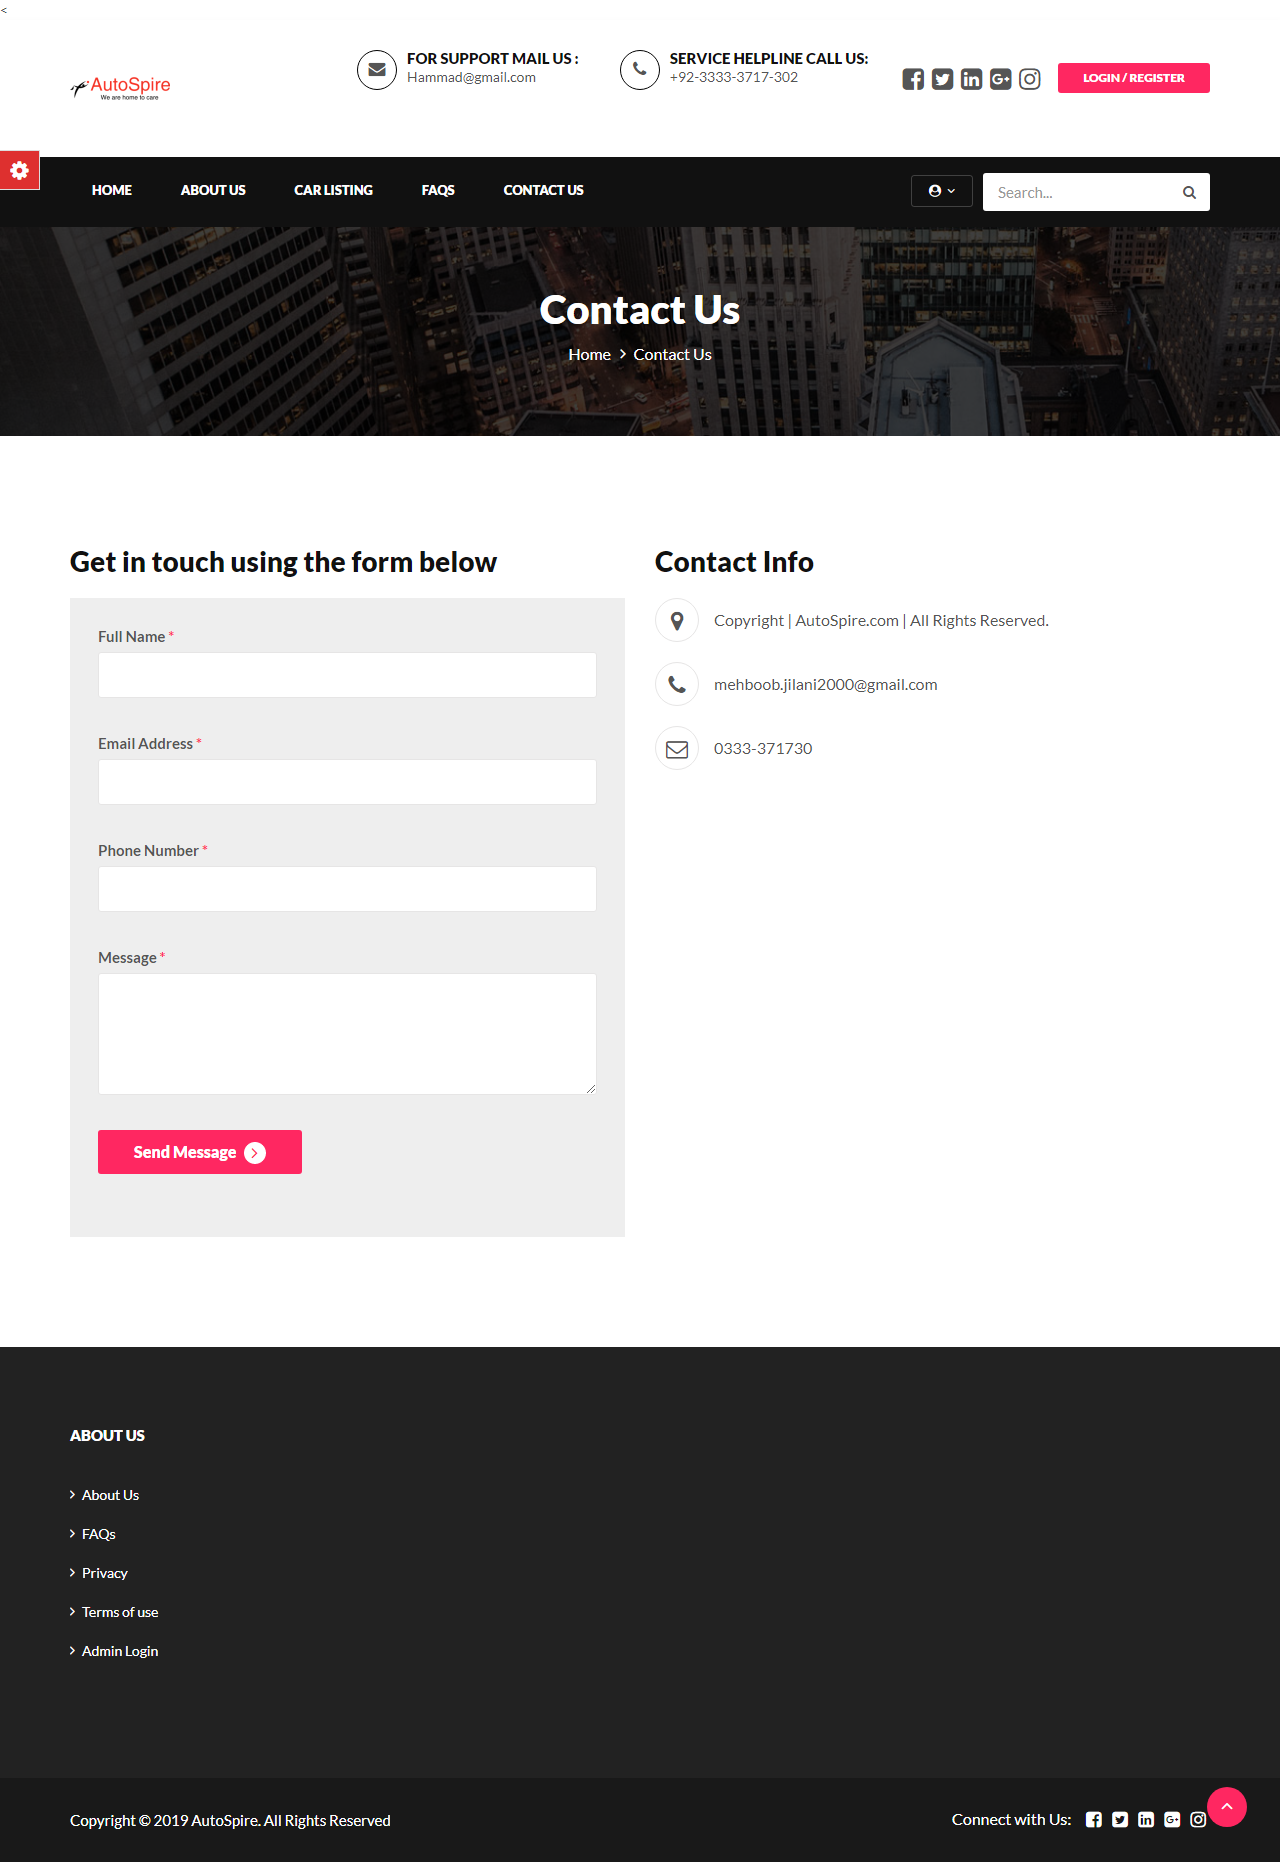 <
AutoSpire
We are home to care
FOR SUPPORT MAIL US :
Hammad@gmail.com
SERVICE HELPLINE CALL US:
+92-3333-3717-302
LOGIN / REGISTER
HOME
ABOUT US
CAR LISTING
FAQS
CONTACT US
Search...
Contact Us
Home > Contact Us
Get in touch using the form below
Full Name *
Email Address *
Phone Number *
Message *
Send Message
Contact Info
Copyright | AutoSpire.com | All Rights Reserved.
mehboob.jilani2000@gmail.com
0333-371730
ABOUT US
About Us
FAQs
Privacy
Terms of use
Admin Login
Copyright © 2019 AutoSpire. All Rights Reserved
Connect with Us: